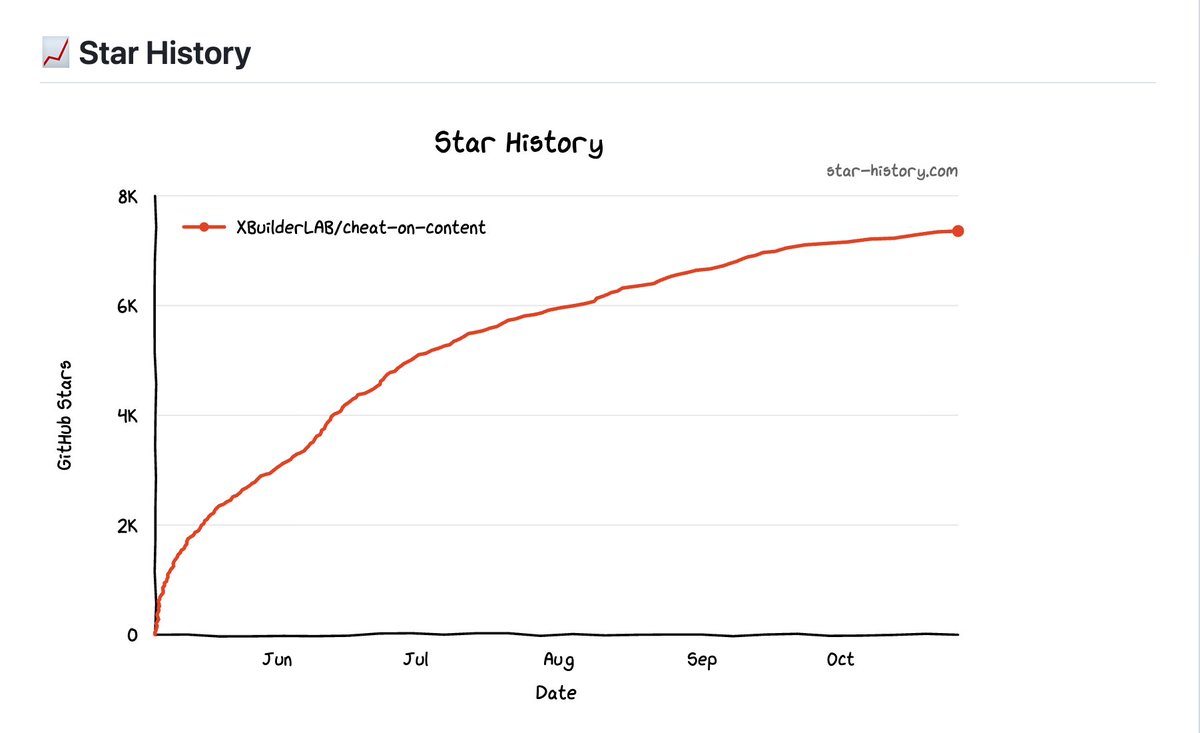 📈 Star History
Star History
star-history.com
XBuilderLAB/cheat-on-content
8K
6K
4K
2K
0
GitHub Stars
Jun
Jul
Aug
Sep
Oct
Date